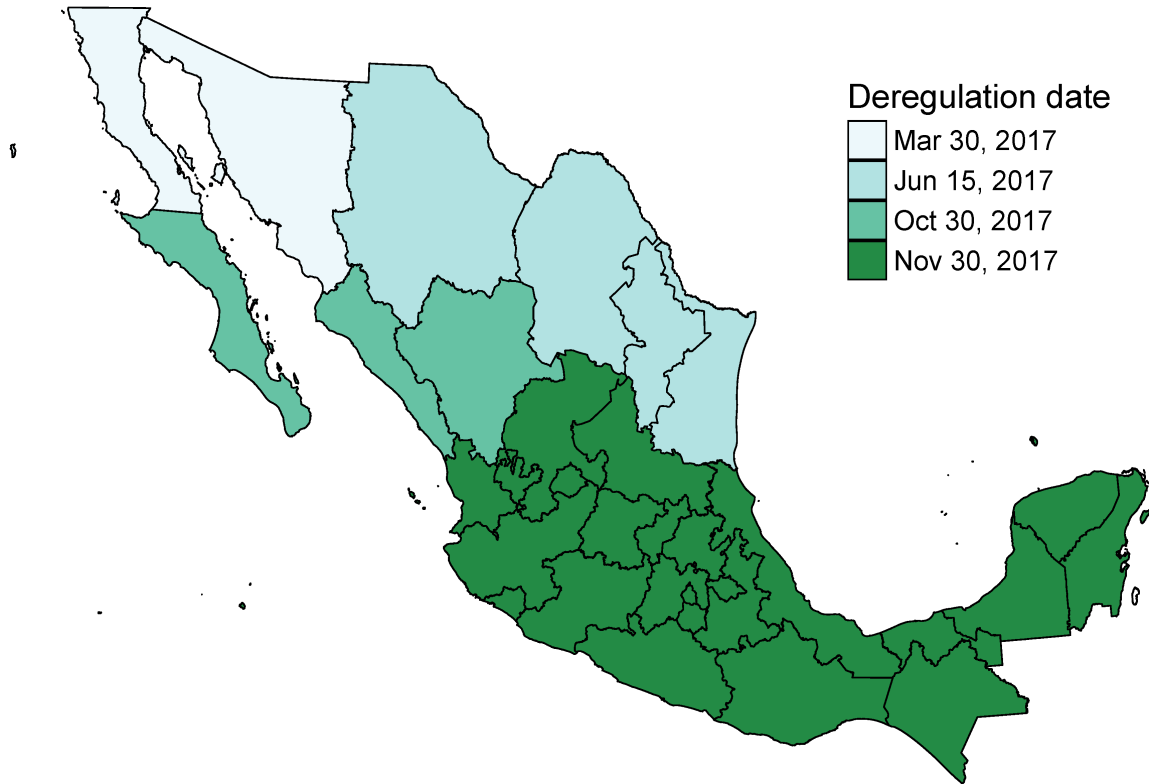 Deregulation date
Mar 30, 2017
Jun 15, 2017
Oct 30, 2017
Nov 30, 2017